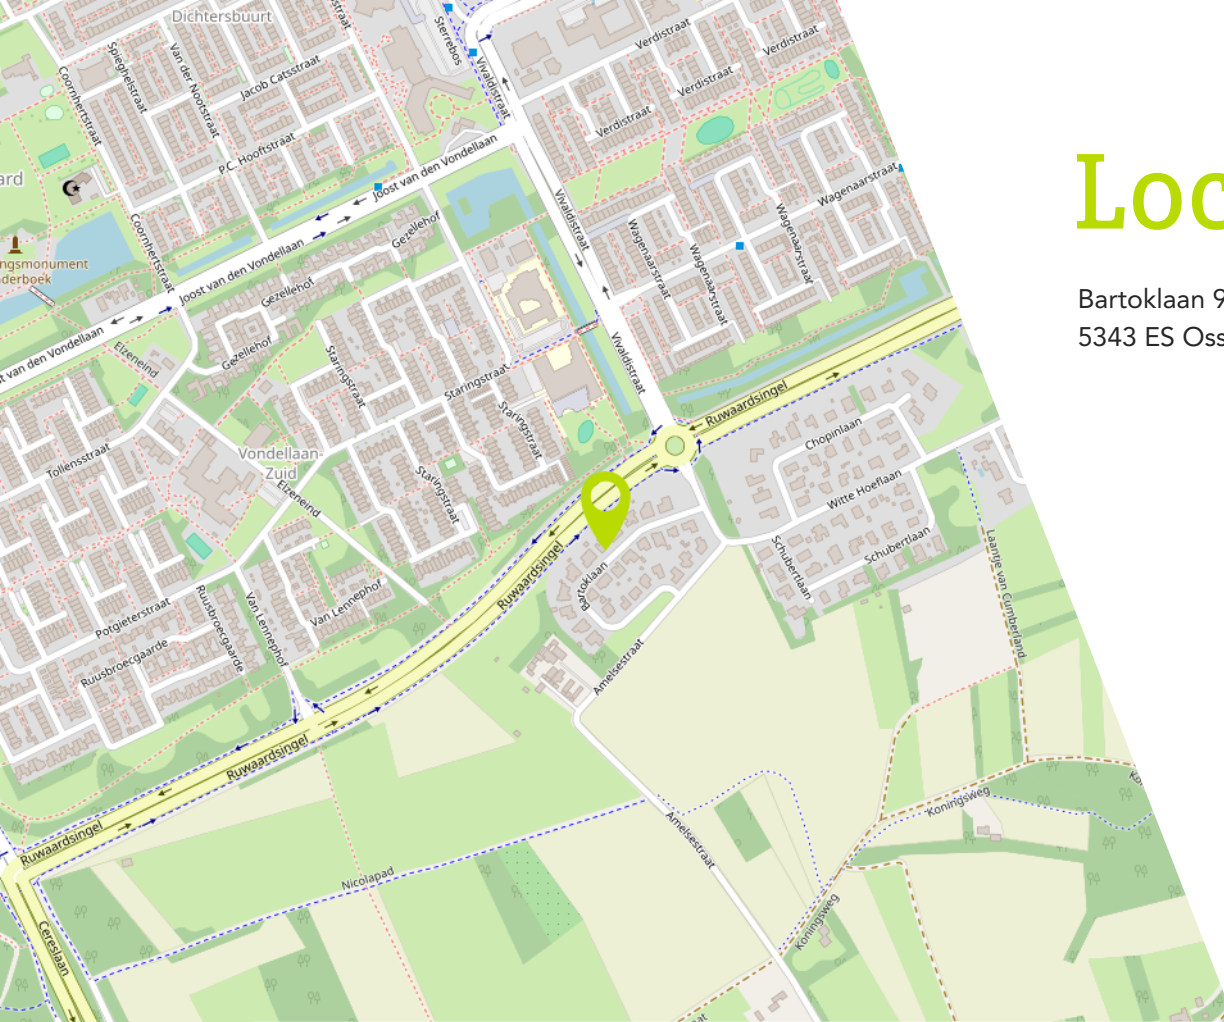 Dichtersbuurt
Sterrebos
Verdistraat
Verdistraat
Spieghelstraat
Van der Nootstraat
Jacob Catsstraat
Vivaldistraat
Verdistraat
Coornhertstraat
Verdistraat
P.C. Hooftstraat
Joost van den Vondellaan
Loc
Wagenaarstraat
Vivaldistraat
Wagenaarstraat
Gezellehof
Coornhertstraat
Wagenaarstraat
Wagenaarstraat
Joost van den Vondellaan
Gezellehof
Bartoklaan 9
5343 ES Oss
Vivaldistraat
van den Vondellaan
Elzeneind
Gezellehof
Staringstraat
Staringstraat
Ruwaardsingel
Staringstraat
Chopinlaan
Tollensstraat
Vondellaan-
Zuid
Staringstraat
Elzeneind
Witte Hoeflaan
Schubertlaan
Schubertlaan
Ruwaardsingel
Bartoklaan
Laantje van Cumberland
Van Lennephof
Van Lennephof
Potgieterstraat
Ruusbroecgaarde
Ruusbroecgaarde
Amelsestraat
Ruwaardsingel
Koningsweg
Amelsestraat
Ruwaardsingel
Nicolapad
Koningsweg
Cereslaan